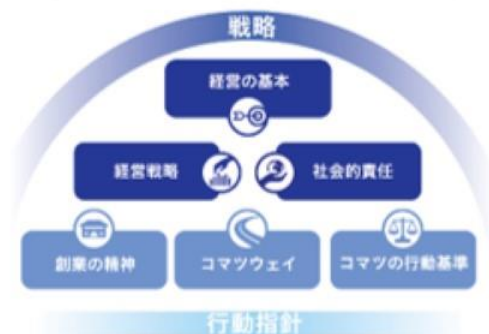 戦略
経営の基本
経営戦略
社会的責任
創業の精神
コマツウェイ
コマツの行動基準
行動指針